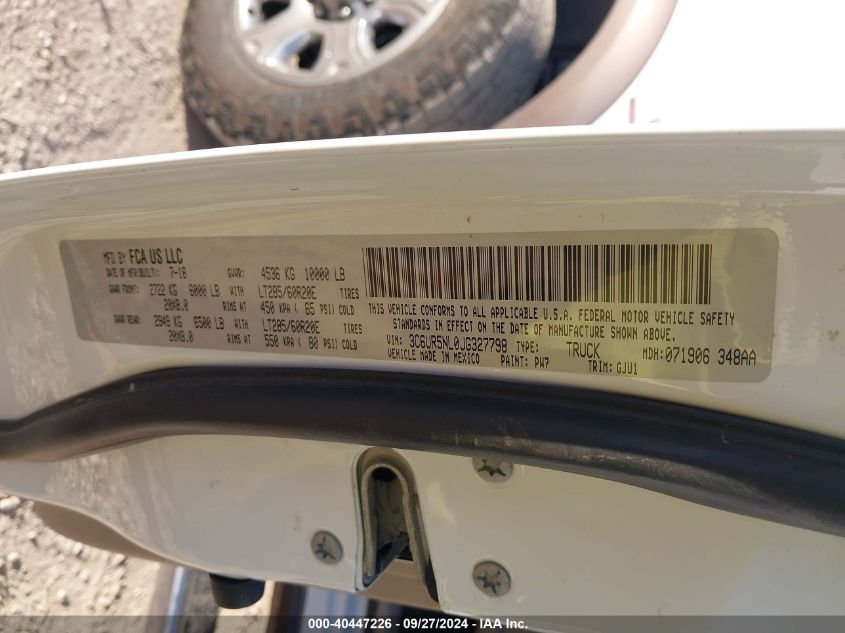 MFD BY FCA US LLC
DATE OF MFR(BUILT): 7-18 GVWR: 4536 KG 10000 LB
GAWR FRONT: 2722 KG 6000 LB WITH LT285/60R20E TIRES
20X8.0 RIMS AT 450 KPA ( 65 PSI) COLD
GAWR REAR: 2949 KG 6500 LB WITH LT285/60R20E TIRES
20X8.0 RIMS AT 550 KPA ( 80 PSI) COLD
THIS VEHICLE CONFORMS TO ALL APPLICABLE U.S.A. FEDERAL MOTOR VEHICLE SAFETY
STANDARDS IN EFFECT ON THE DATE OF MANUFACTURE SHOWN ABOVE.
VIN: 3C6UR5NL0JG327798 TYPE: TRUCK MDH: 071906 348AA
VEHICLE MADE IN MEXICO PAINT: PW7 TRIM: GJU1
000-40447226 - 09/27/2024 - IAA Inc.